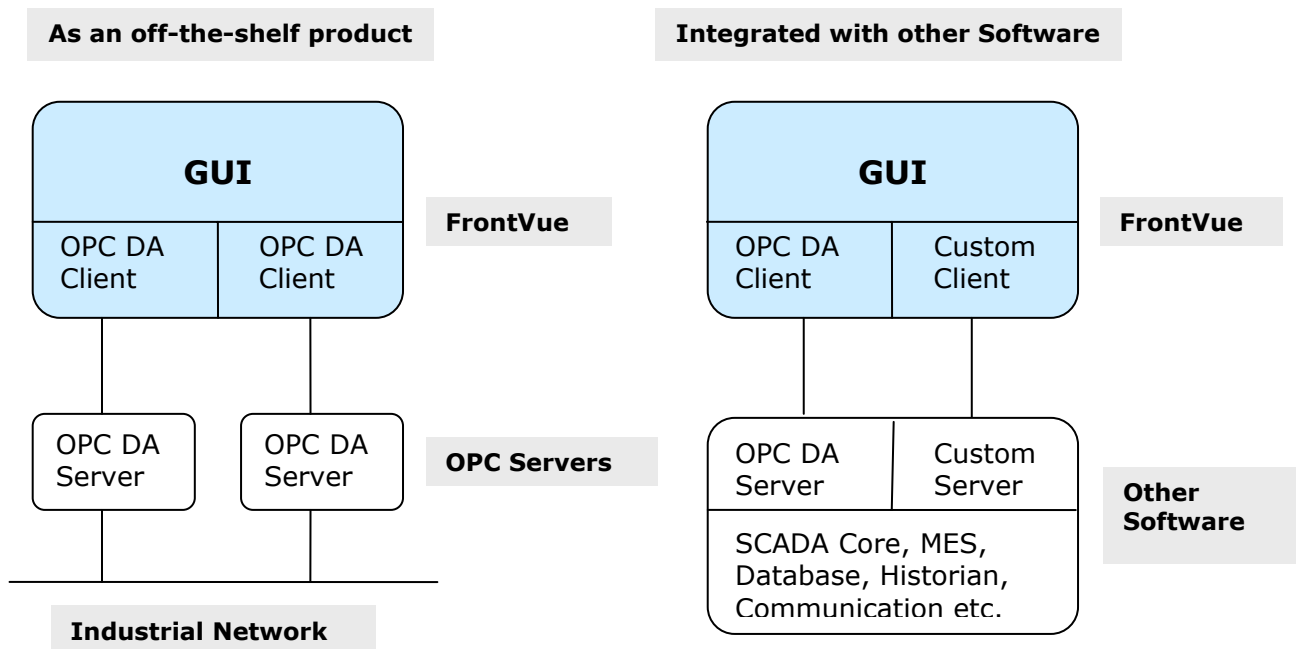 As an off-the-shelf product
GUI
OPC DA
Client
OPC DA
Client
FrontVue
OPC DA
Server
OPC DA
Server
OPC Servers
Industrial Network
Integrated with other Software
GUI
OPC DA
Client
Custom
Client
FrontVue
OPC DA
Server
Custom
Server
SCADA Core, MES,
Database, Historian,
Communication etc.
Other
Software